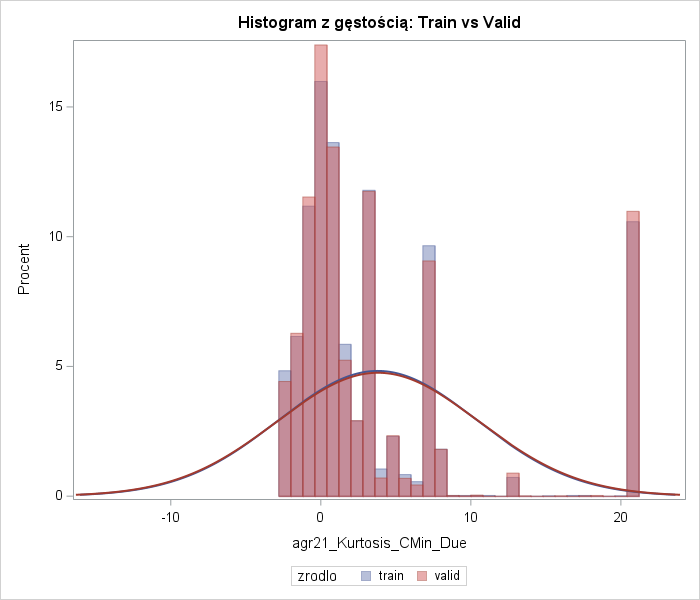 Histogram z gęstością: Train vs Valid
15
10
5
0
Procent
-10
0
10
20
agr21_Kurtosis_CMin_Due
zrodlo train valid